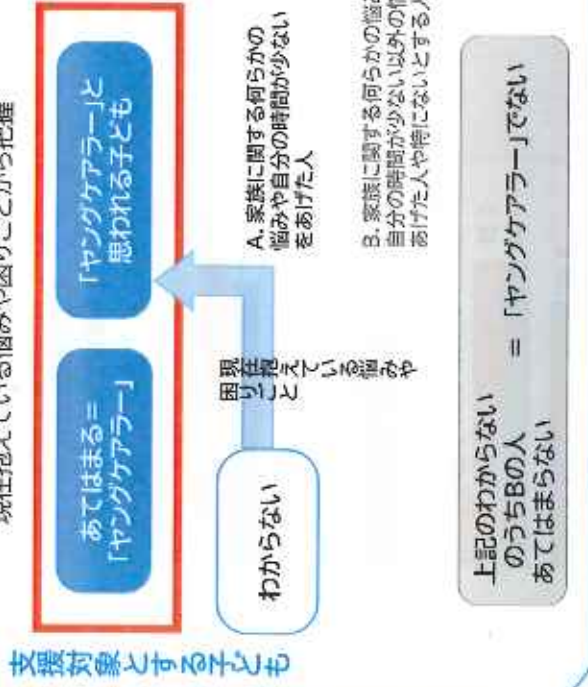 現在抱えている悩みや困りごとから把握
支援対象とする子ども
あてはまる=
「ヤングケアラー」
「ヤングケアラー」と
思われる子ども
わからない
現在抱えている悩みや
困りごと
A. 家族に関する何らかの
悩みや自分の時間が少ない
をあげた人
B. 家族に関する何らかの悩み
自分の時間が少ない以外の
あげた人や特にないとする人
上記のわからない
のうちBの人
あてはまらない
= 「ヤングケアラー」でない